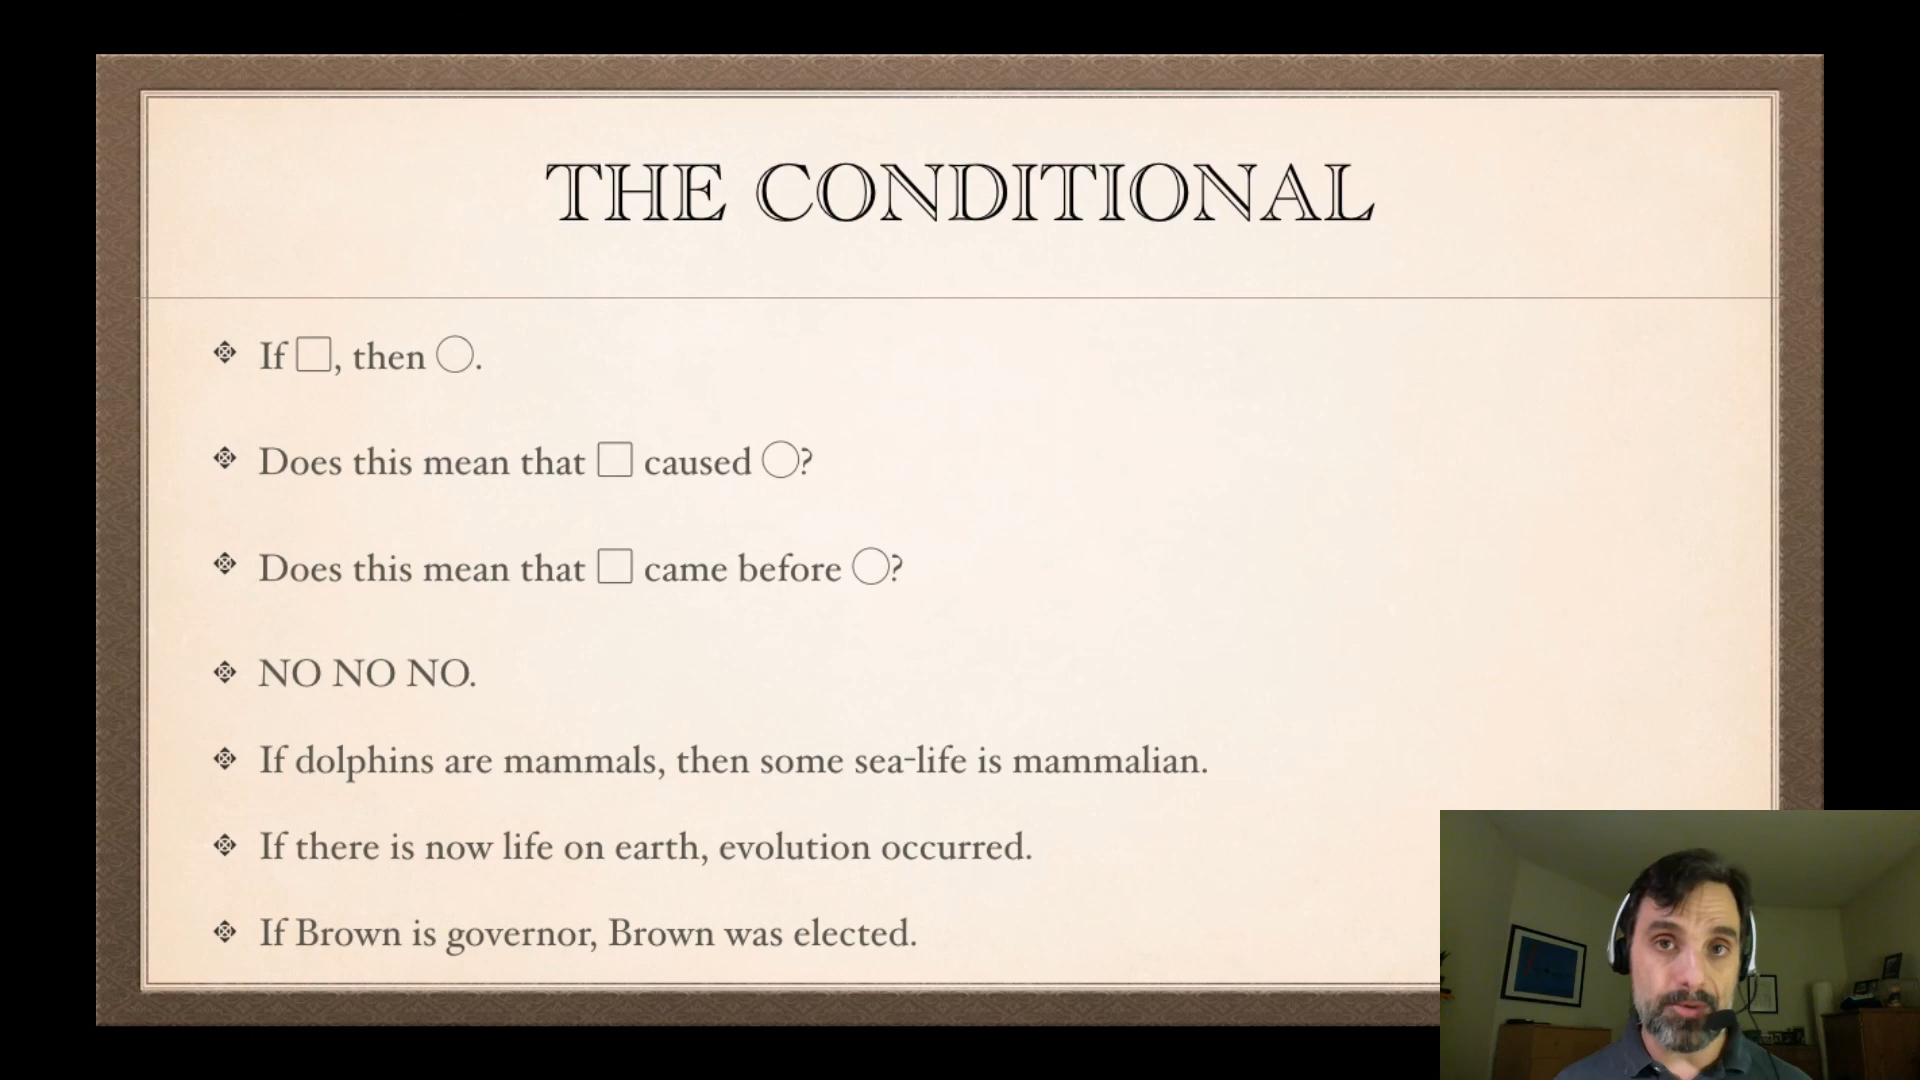 THE CONDITIONAL
If □, then ○.
Does this mean that □ caused ○?
Does this mean that □ came before ○?
NO NO NO.
If dolphins are mammals, then some sea-life is mammalian.
If there is now life on earth, evolution occurred.
If Brown is governor, Brown was elected.